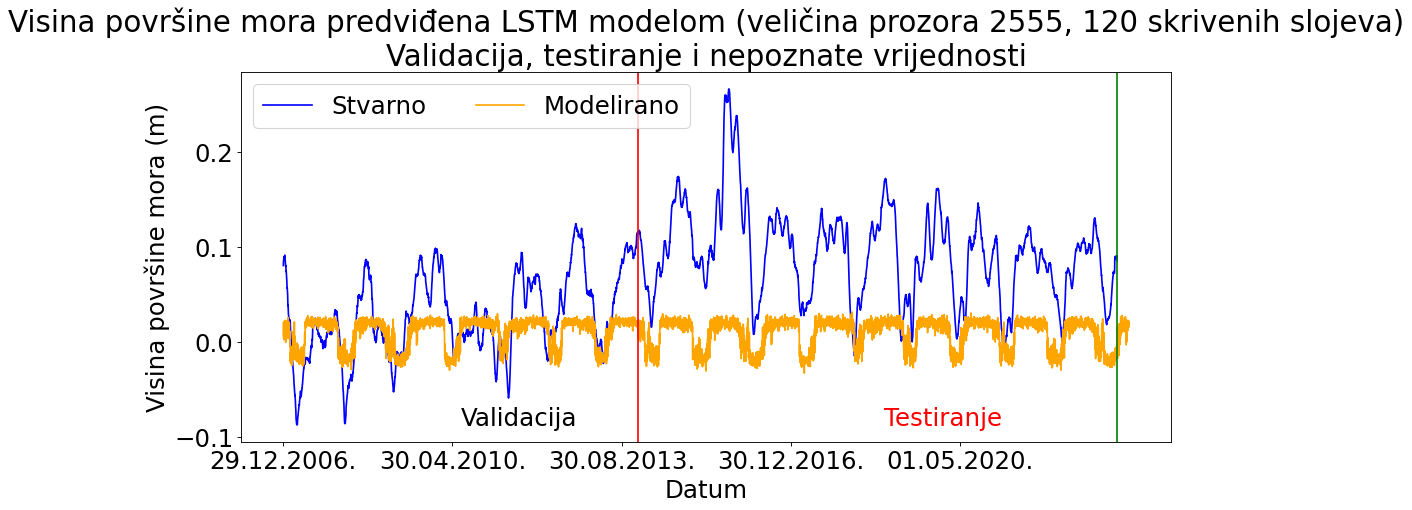 Visina površine mora predviđena LSTM modelom (veličina prozora 2555, 120 skrivenih slojeva)
Validacija, testiranje i nepoznate vrijednosti
Stvarno
Modelirano
Visina površine mora (m)
0.2
0.1
0.0
−0.1
Validacija
Testiranje
29.12.2006.
30.04.2010.
30.08.2013.
30.12.2016.
01.05.2020.
Datum